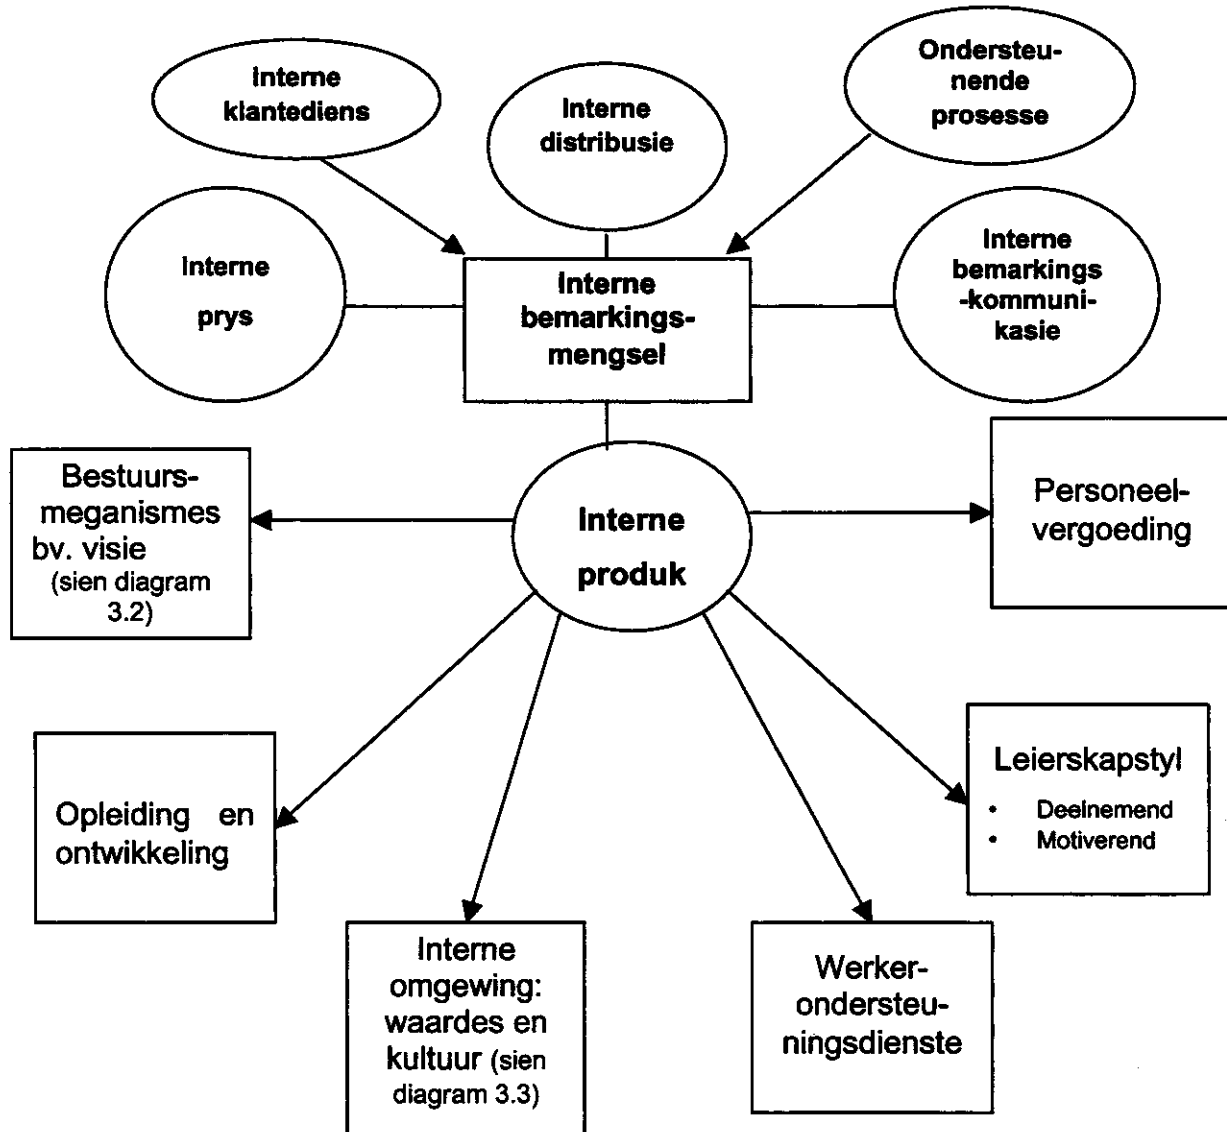 Interne
klantediens
Interne
distribusie
Ondersteu-
nende
prosesse
Interne
prys
Interne
bemarkings-
mengsel
Interne
bemarkings
-kommuni-
kasie
Bestuurs-
meganismes
bv. visie
(sien diagram
3.2)
Interne
produk
Personeel-
vergoeding
Opleiding en
ontwikkeling
Leierskapstyl
• Deelnemend
• Motiverend
Interne
omgewing:
waardes en
kultuur (sien
diagram 3.3)
Werker-
ondersteu-
ningsdienste